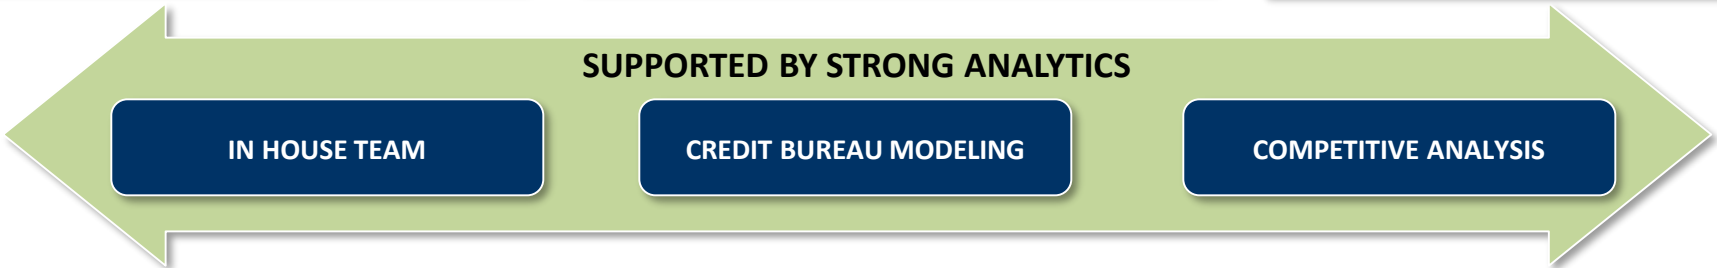 SUPPORTED BY STRONG ANALYTICS
IN HOUSE TEAM
CREDIT BUREAU MODELING
COMPETITIVE ANALYSIS